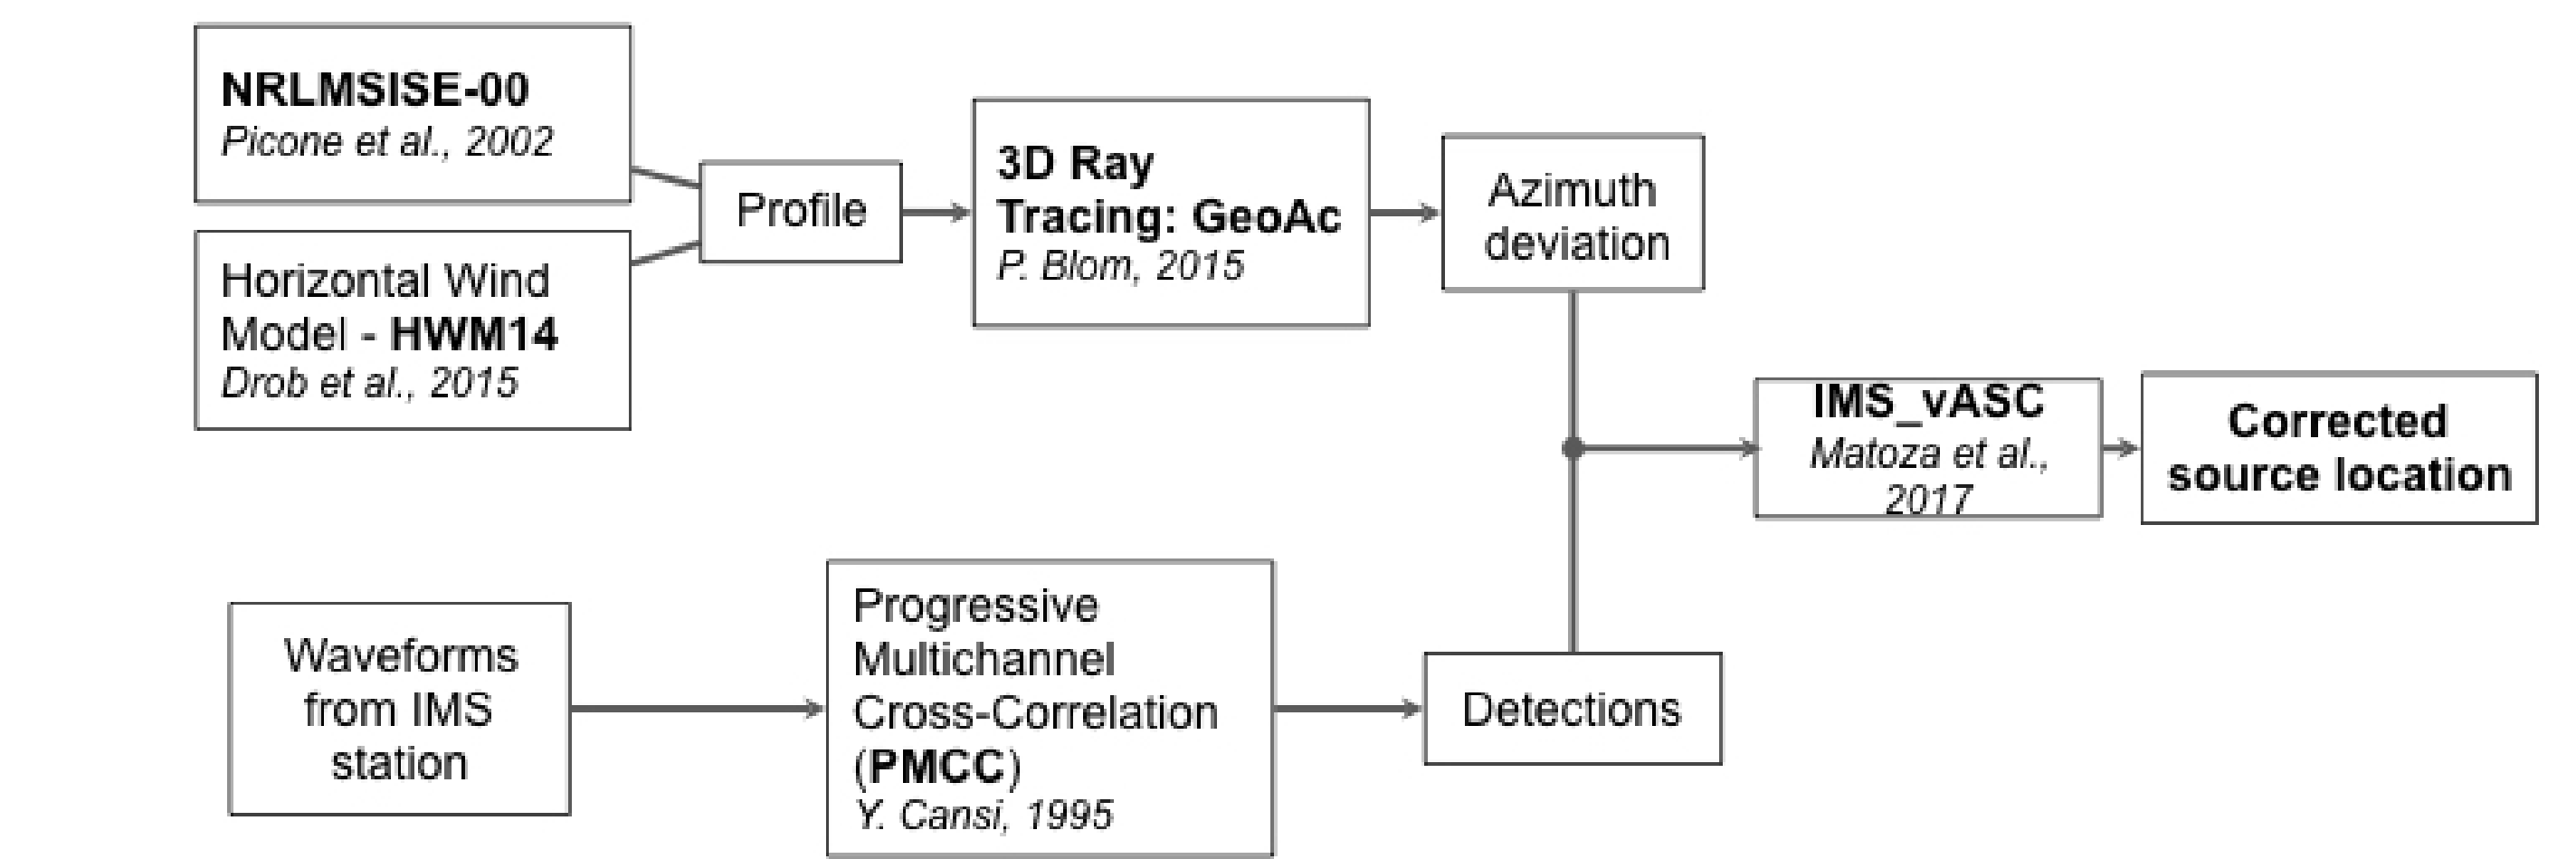 NRLMSISE-00
Picone et al., 2002
Horizontal Wind
Model - HWM14
Drob et al., 2015
Profile
3D Ray
Tracing: GeoAc
P. Blom, 2015
Azimuth
deviation
IMS_vASC
Matoza et al.,
2017
Corrected
source location
Waveforms
from IMS
station
Progressive
Multichannel
Cross-Correlation
(PMCC)
Y. Cansi, 1995
Detections